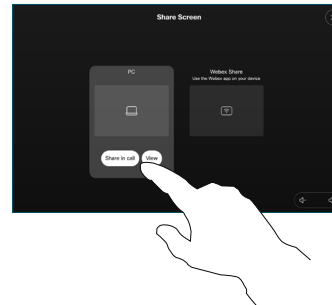 Share Screen
PC
Webex Share
Use the Webex app on your device
Share in call
View